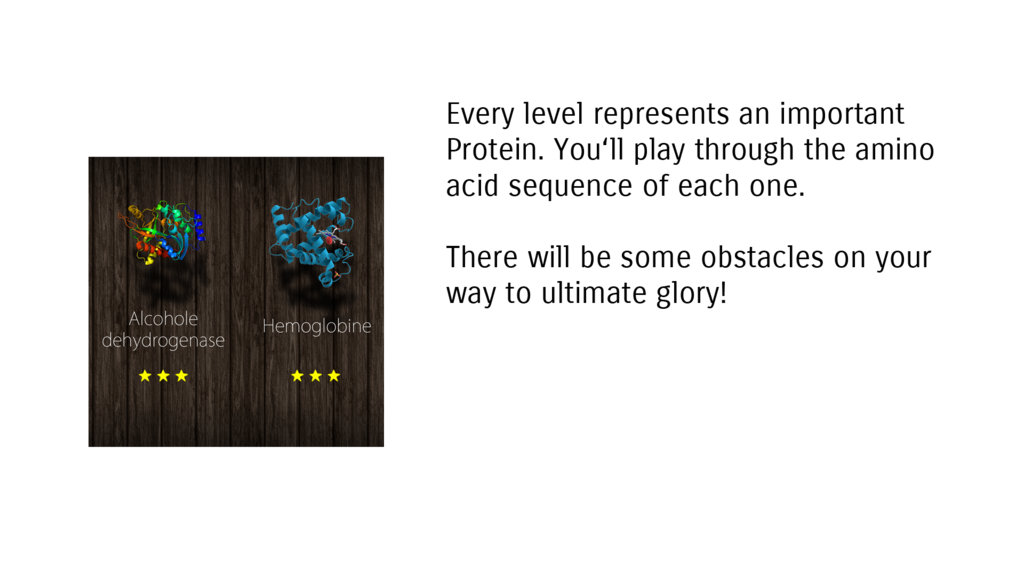 Every level represents an important
Protein. You‘ll play through the amino
acid sequence of each one.
There will be some obstacles on your
way to ultimate glory!
Alcohole
dehydrogenase
Hemoglobine